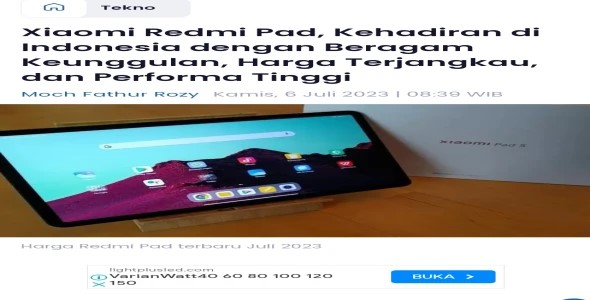 Tekno
Xiaomi Redmi Pad, Kehadiran di
Indonesia dengan Beragam
Keunggulan, Harga Terjangkau,
dan Performa Tinggi
Moch Fathur Rozy Kamis, 6 Juli 2023 | 08:39 WIB
xiaomi Pad
Harga Redmi Pad terbaru Juli 2023
lightplusled.com
VarianWatt40 60 80 100 120
150
BUKA >